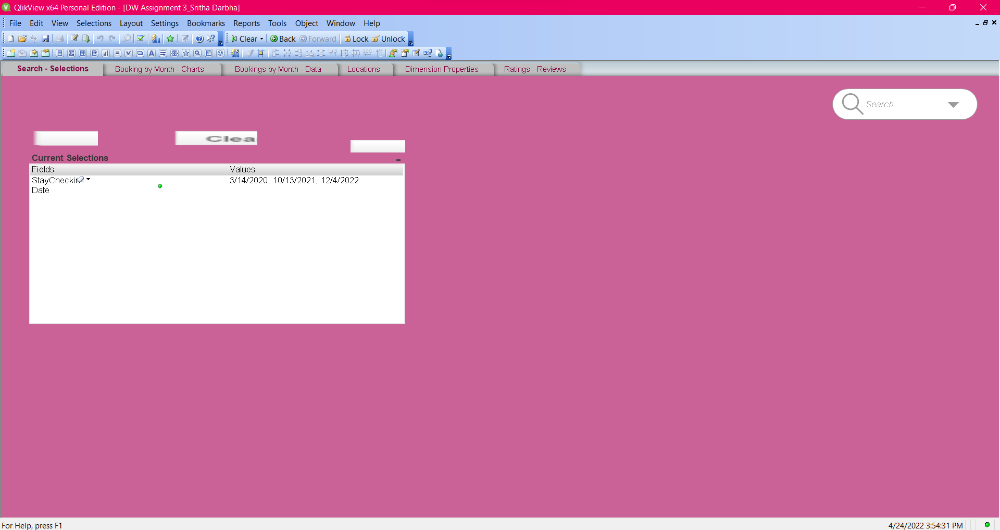 QlikView x64 Personal Edition - [DW Assignment 3_Sritha Darbha]
File Edit View Selections Layout Settings Bookmarks Reports Tools Object Window Help
Clear Back Forward Lock Unlock
Search - Selections Booking by Month - Charts Bookings by Month - Data Locations Dimension Properties Ratings - Reviews
Search
Clea
Current Selections
Fields Values
StayCheckin 3/14/2020, 10/13/2021, 12/4/2022
Date
For Help, press F1 4/24/2022 3:54:31 PM